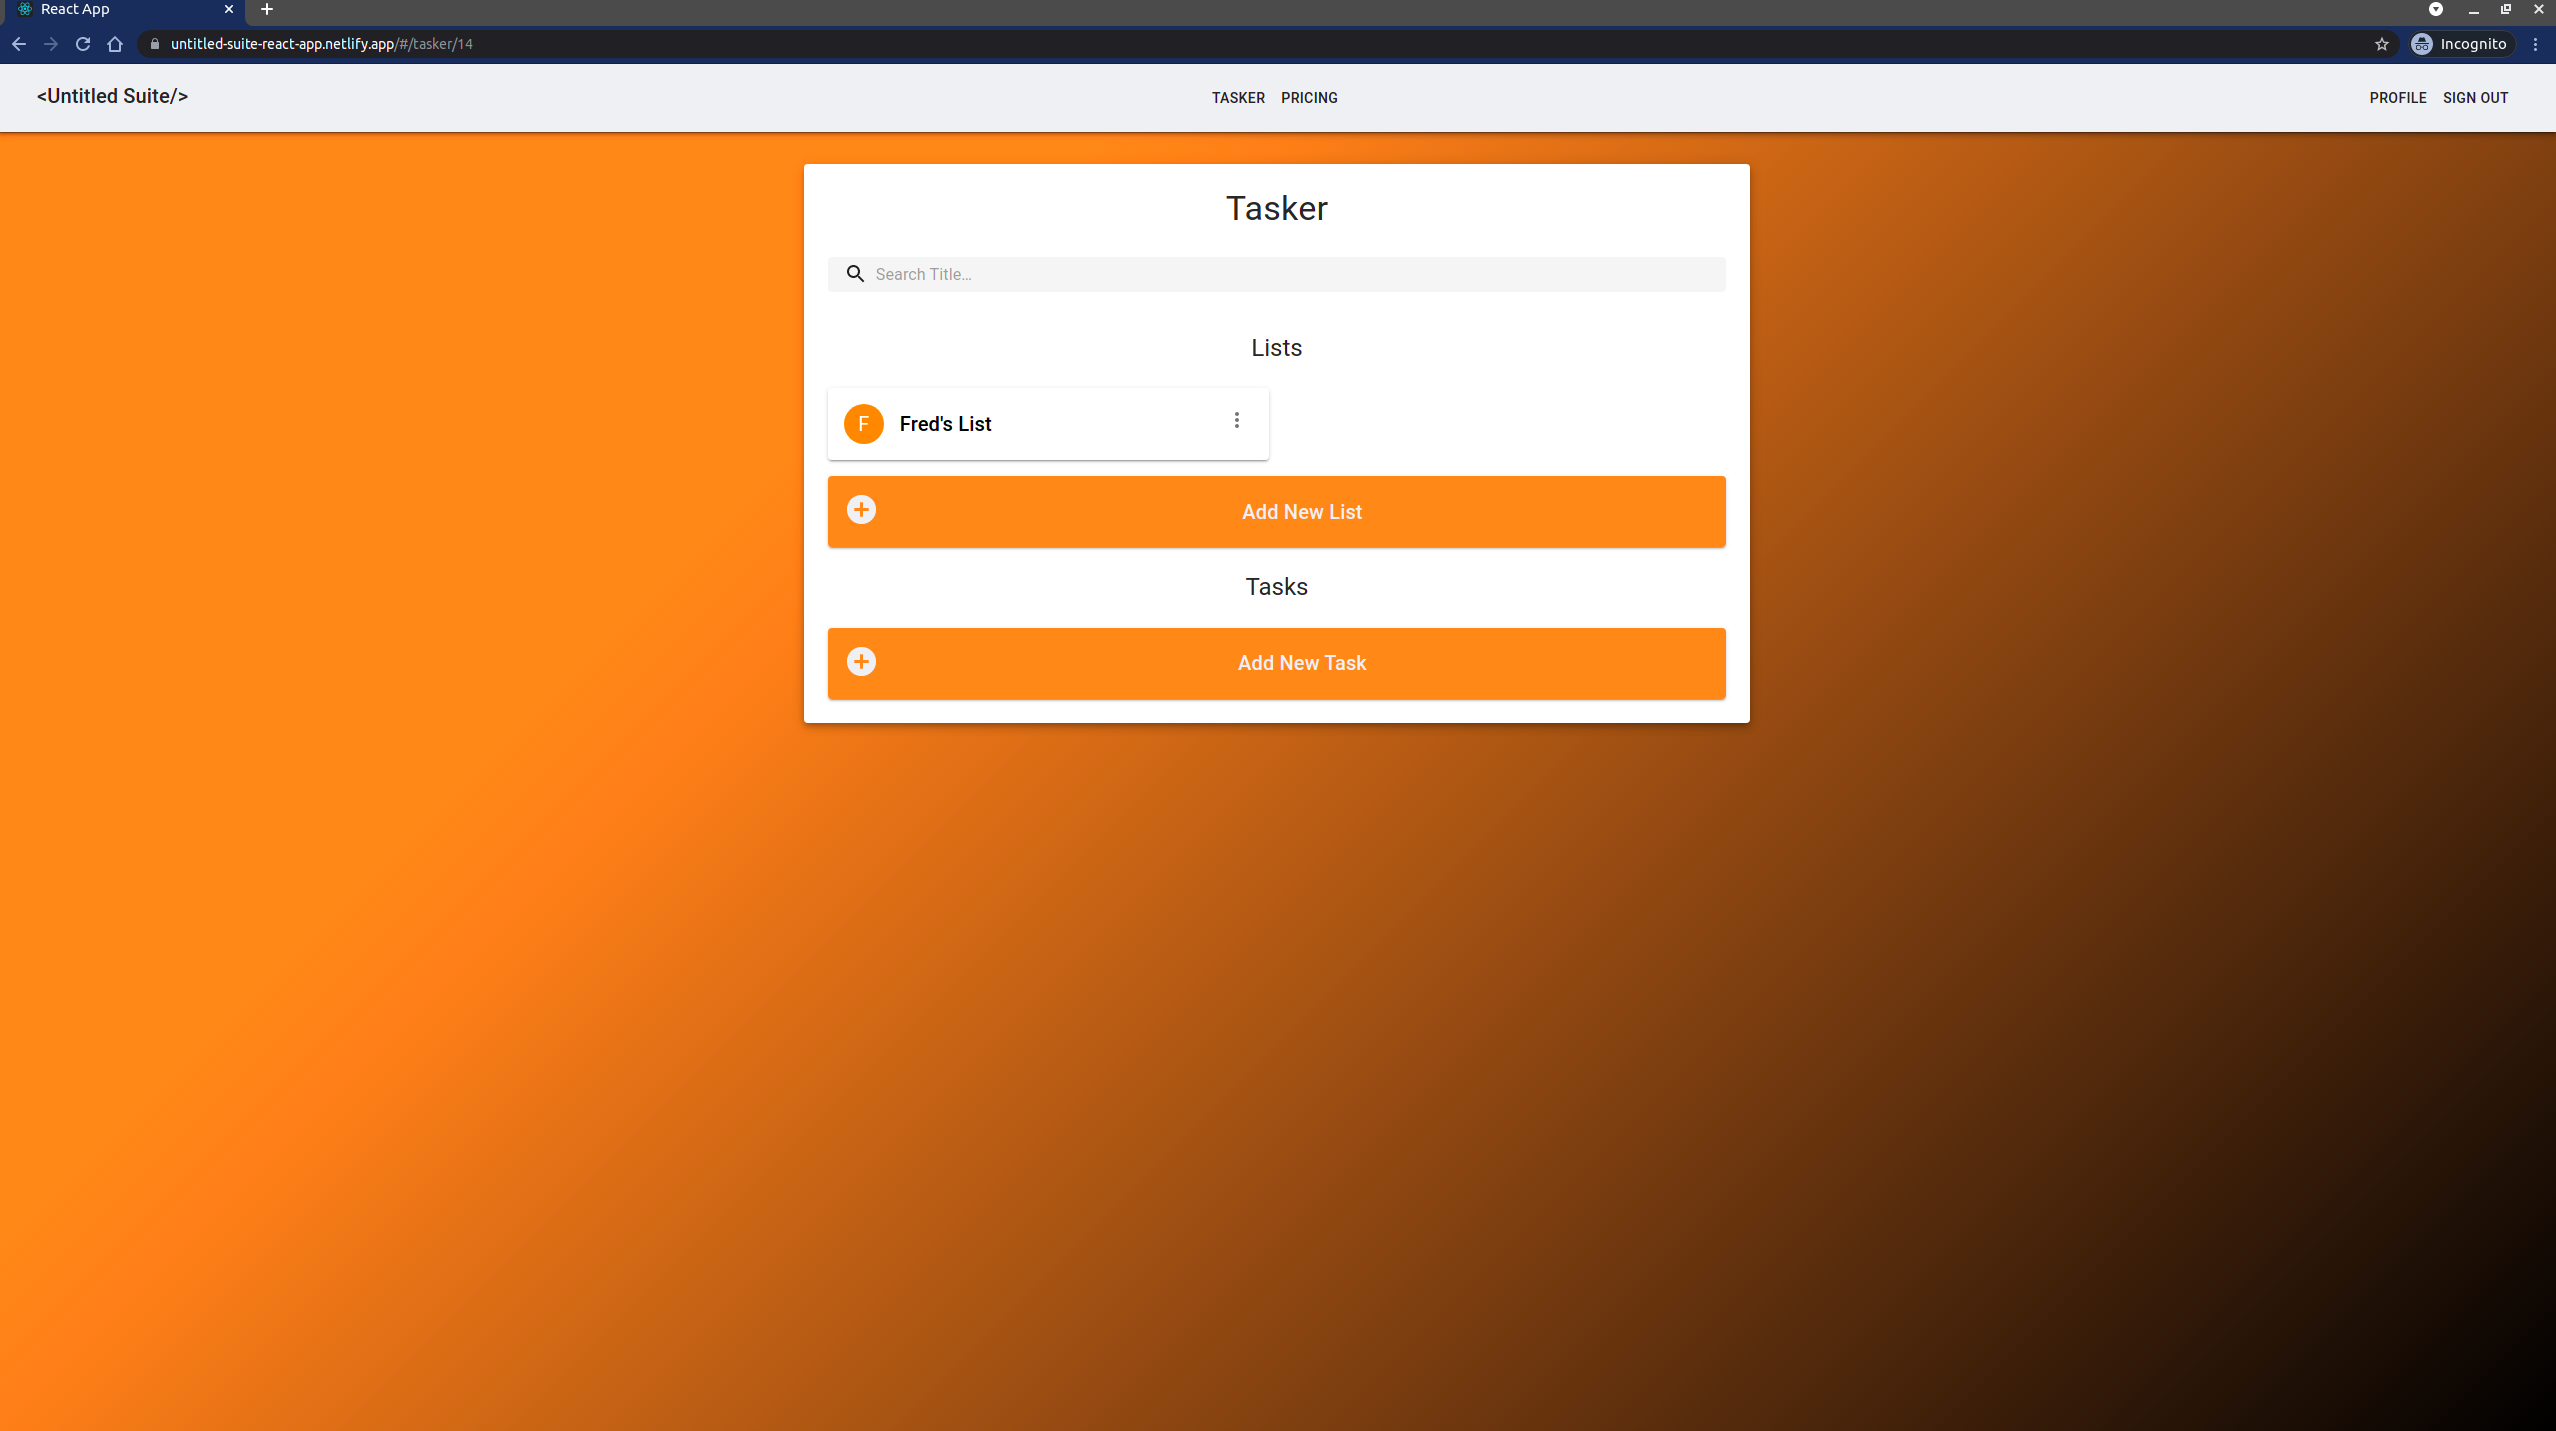 React App
untitled-suite-react-app.netlify.app/#/tasker/14
Incognito
<Untitled Suite/>
TASKER PRICING
PROFILE SIGN OUT
Tasker
Search Title...
Lists
F Fred's List
Add New List
Tasks
Add New Task